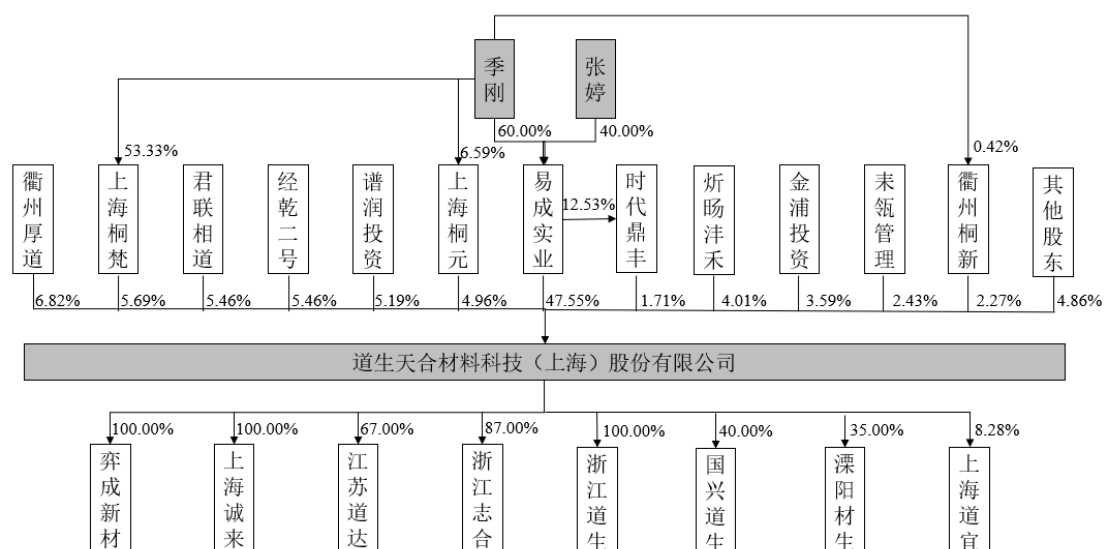 季刚
张婷
60.00%
40.00%
53.33%
6.59%
0.42%
衢州厚道
上海桐梵
君联相道
经乾二号
谱润投资
上海桐元
易成实业
12.53%
时代鼎丰
炘旸沣禾
金浦投资
耒瓴管理
衢州桐新
其他股东
6.82%
5.69%
5.46%
5.46%
5.19%
4.96%
47.55%
1.71%
4.01%
3.59%
2.43%
2.27%
4.86%
道生天合材料科技（上海）股份有限公司
100.00%
100.00%
67.00%
87.00%
100.00%
40.00%
35.00%
8.28%
弈成新材
上海诚来
江苏道达
浙江志合
浙江道生
国兴道生
溧阳材生
上海道宜